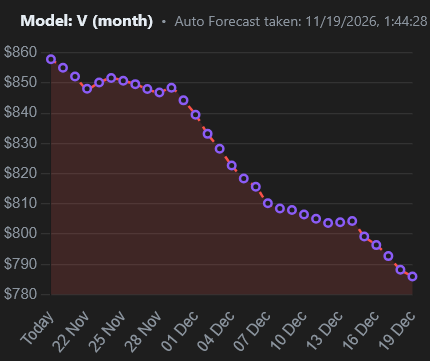 Model: V (month) • Auto Forecast taken: 11/19/2026, 1:44:28
$860
$850
$840
$830
$820
$810
$800
$790
$780
Today
22 Nov
25 Nov
28 Nov
01 Dec
04 Dec
07 Dec
10 Dec
13 Dec
16 Dec
19 Dec